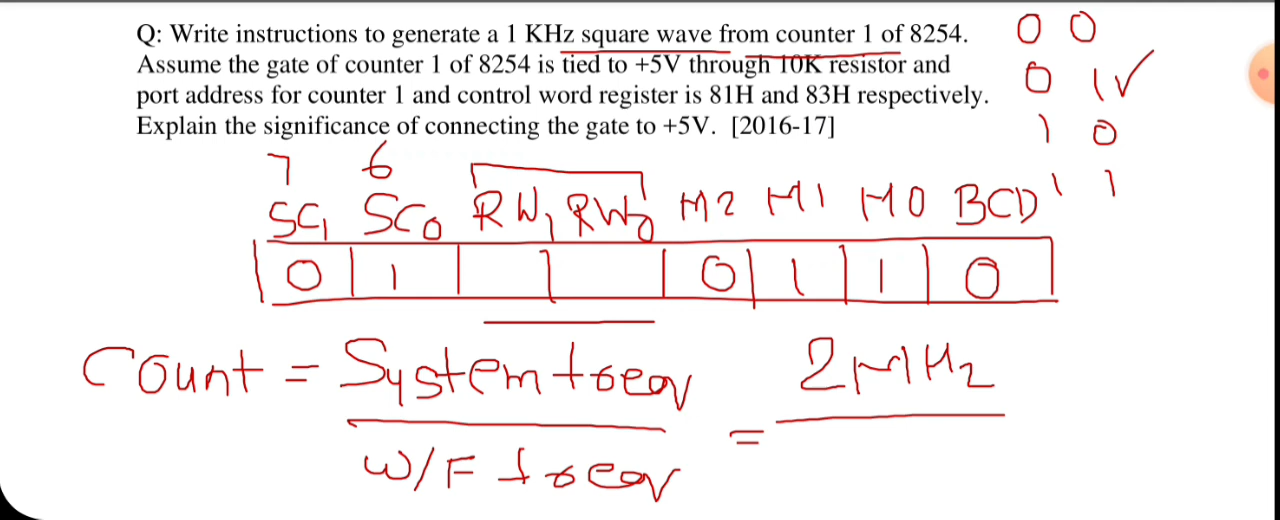 Q: Write instructions to generate a 1 KHz square wave from counter 1 of 8254.
Assume the gate of counter 1 of 8254 is tied to +5V through 10K resistor and
port address for counter 1 and control word register is 81H and 83H respectively.
Explain the significance of connecting the gate to +5V. [2016-17]
0 0
0 1 ✓
1 0
1 1
7 6
SC1 SC0 RW1 RW0 M2 M1 M0 BCD
0 1 1 0 1 1 0
Count = System freq = 2MHz
W/F freq